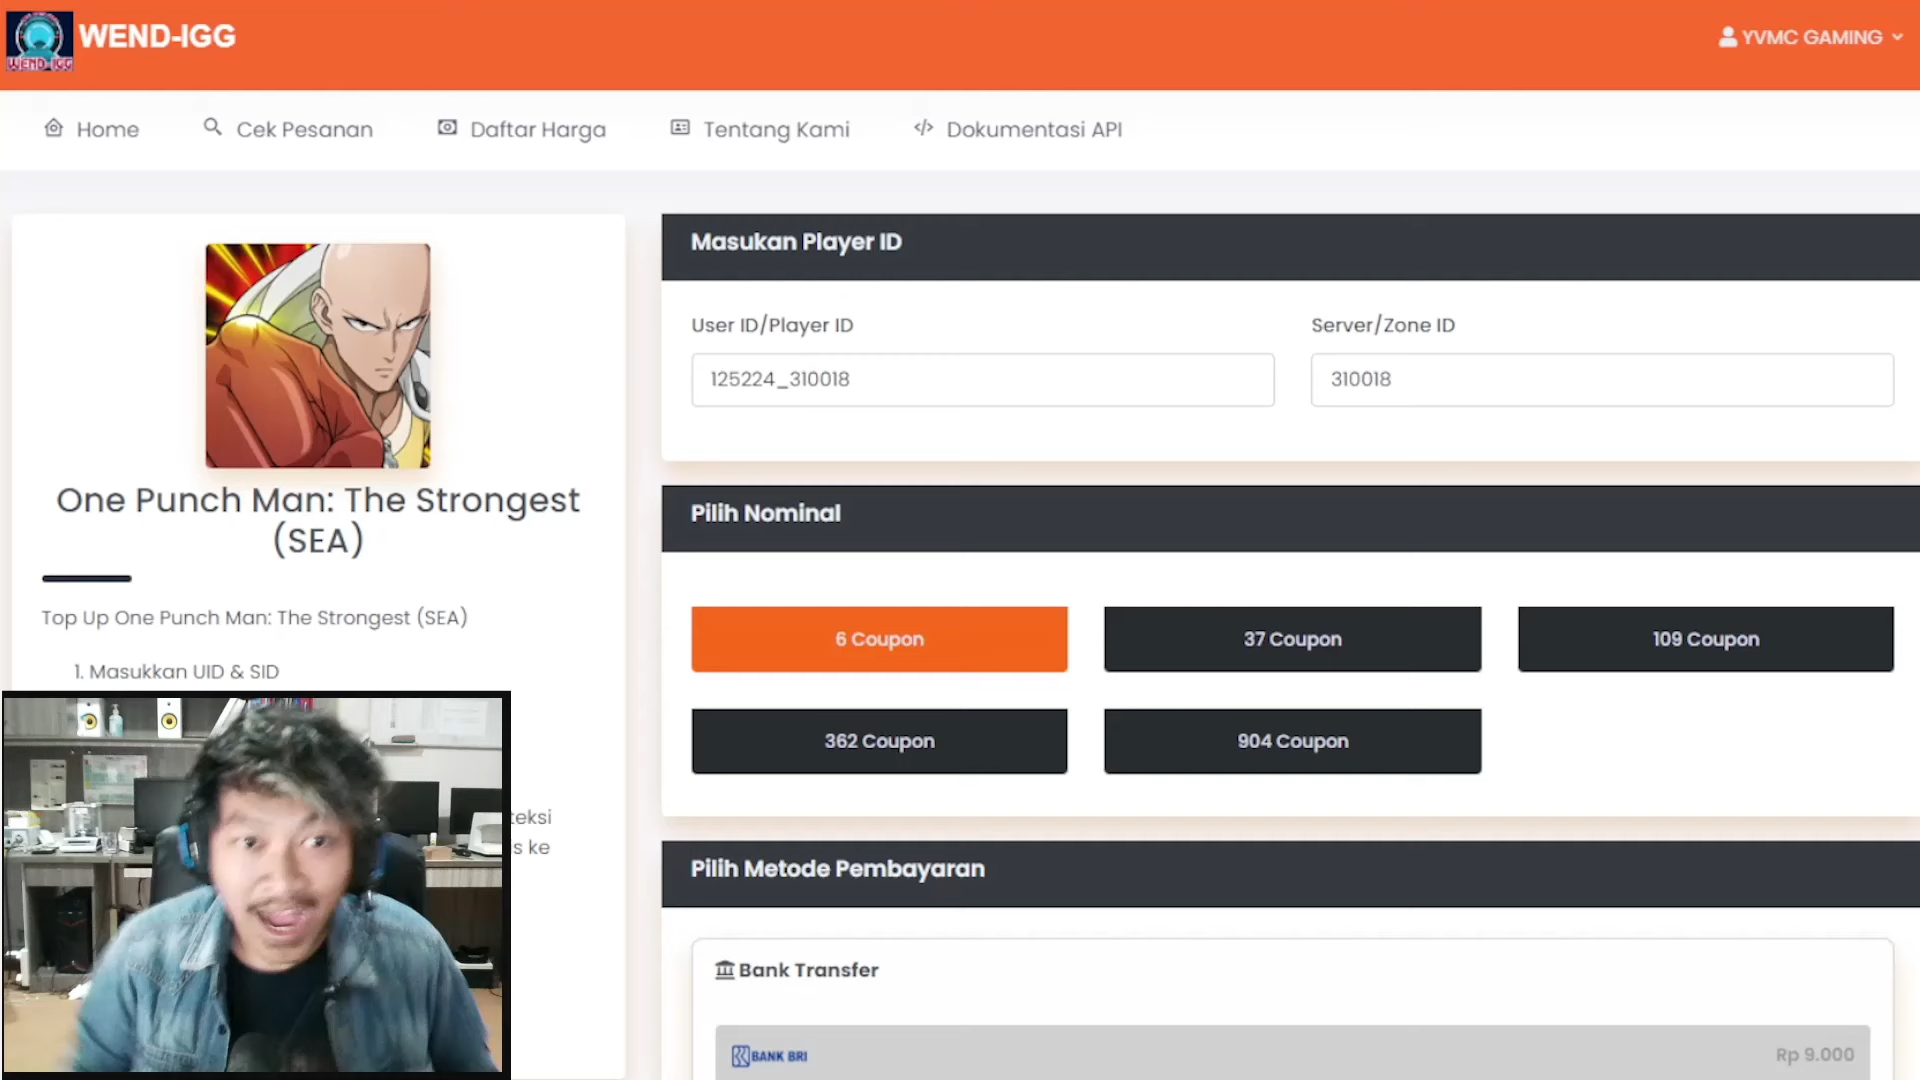 WEND-IGG
WEND-IGG
YVMC GAMING
Home
Cek Pesanan
Daftar Harga
Tentang Kami
Dokumentasi API
One Punch Man: The Strongest
(SEA)
Top Up One Punch Man: The Strongest (SEA)
1. Masukkan UID & SID
teksi
s ke
Masukan Player ID
User ID/Player ID
Server/Zone ID
125224_310018
310018
Pilih Nominal
6 Coupon
37 Coupon
109 Coupon
362 Coupon
904 Coupon
Pilih Metode Pembayaran
Bank Transfer
BANK BRI
Rp 9.000